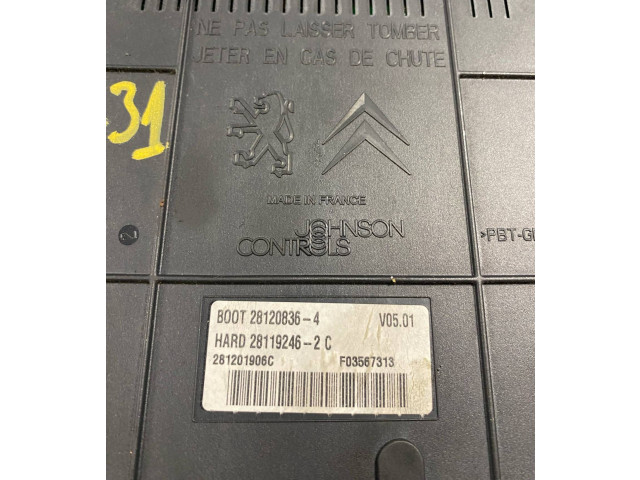 NE PAS LAISSER TOMBER
JETER EN CAS DE CHUTE
31
MADE IN FRANCE
JOHNSON
CONTROLS
2
>PBT-G
BOOT 28120836-4 V05.01
HARD 28119246-2 C
281201906C F03567313